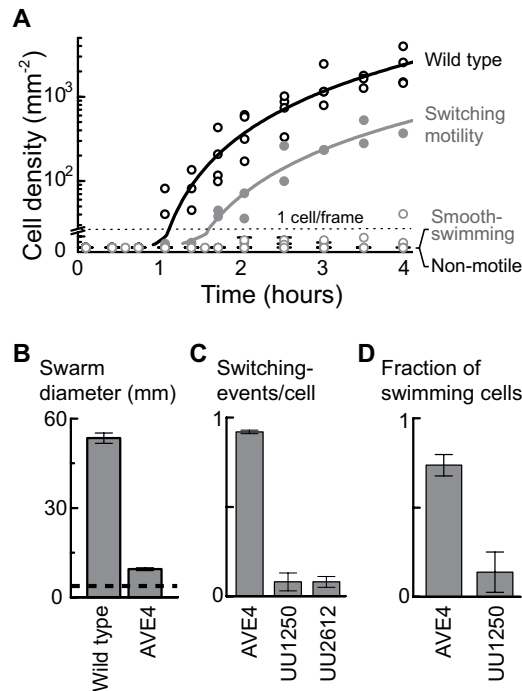 A
Cell density (mm⁻²)
10³
10²
0
Wild type
Switching
motility
1 cell/frame
Smooth-
swimming
Non-motile
0 1 2 3 4
Time (hours)
B Swarm
diameter (mm)
60
30
0
Wild type
AVE4
C Switching-
events/cell
1
0
AVE4
UU1250
UU2612
D Fraction of
swimming cells
1
0
AVE4
UU1250